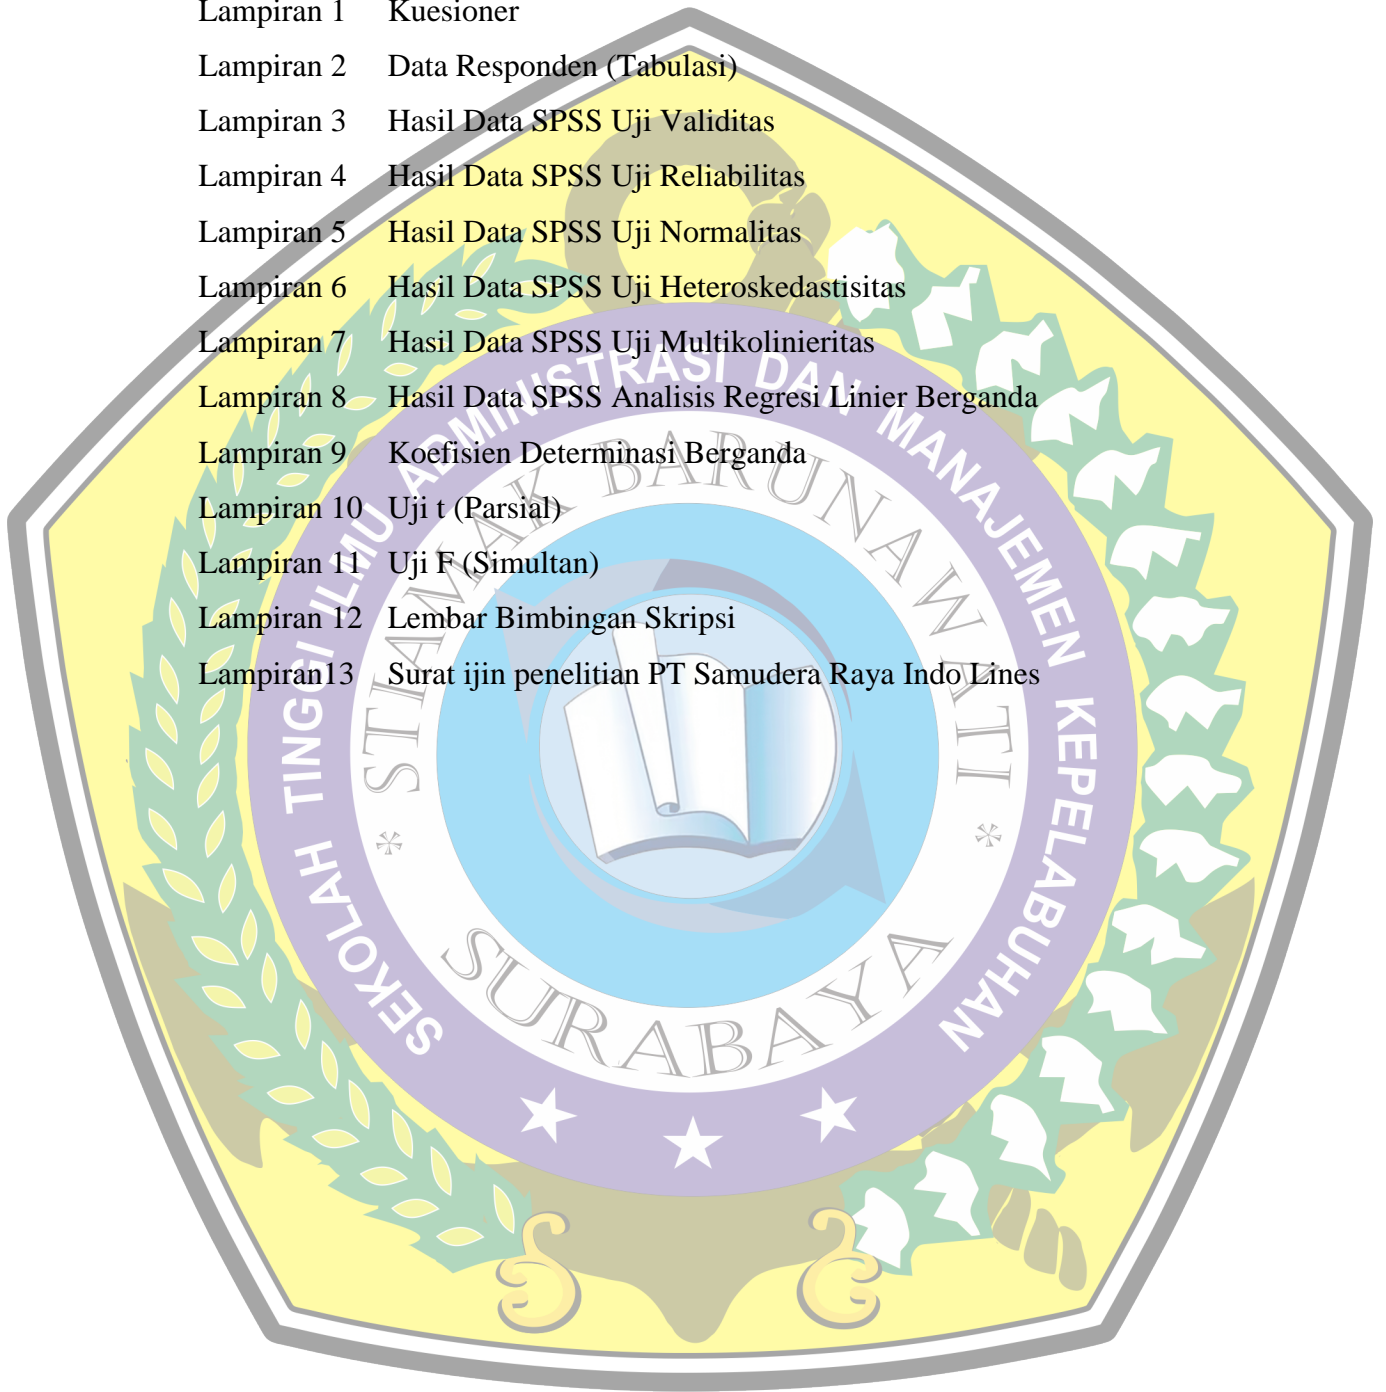 Lampiran 1 Kuesioner
Lampiran 2 Data Responden (Tabulasi)
Lampiran 3 Hasil Data SPSS Uji Validitas
Lampiran 4 Hasil Data SPSS Uji Reliabilitas
Lampiran 5 Hasil Data SPSS Uji Normalitas
Lampiran 6 Hasil Data SPSS Uji Heteroskedastisitas
Lampiran 7 Hasil Data SPSS Uji Multikolinieritas
Lampiran 8 Hasil Data SPSS Analisis Regresi Linier Berganda
Lampiran 9 Koefisien Determinasi Berganda
Lampiran 10 Uji t (Parsial)
Lampiran 11 Uji F (Simultan)
Lampiran 12 Lembar Bimbingan Skripsi
Lampiran13 Surat ijin penelitian PT Samudera Raya Indo Lines
SEKOLAH TINGGI ILMU ADMINISTRASI DAN MANAJEMEN KEPELABUHAN
STIAMAK BARUNAWATI
SURABAYA